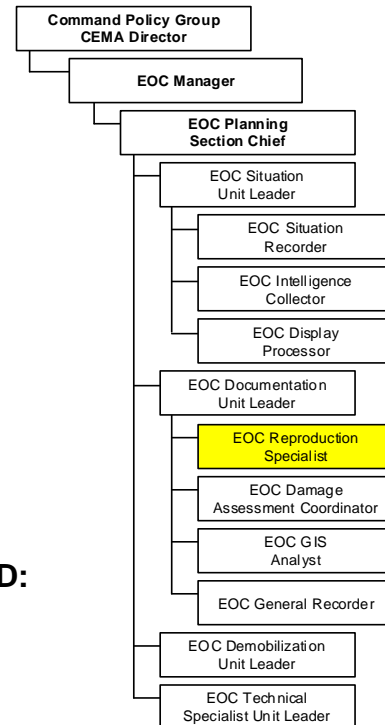 Command Policy Group
CEMA Director
EOC Manager
EOC Planning
Section Chief
EOC Situation
Unit Leader
EOC Situation
Recorder
EOC Intelligence
Collector
EOC Display
Processor
EOC Documentation
Unit Leader
EOC Reproduction
Specialist
EOC Damage
Assessment Coordinator
EOC GIS
Analyst
D:
EOC General Recorder
EOC Demobilization
Unit Leader
EOC Technical
Specialist Unit Leader